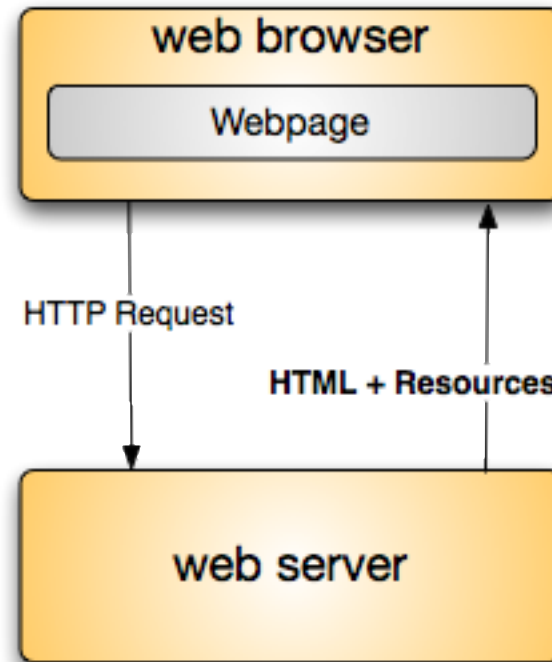 web browser
Webpage
HTTP Request
HTML + Resources
web server